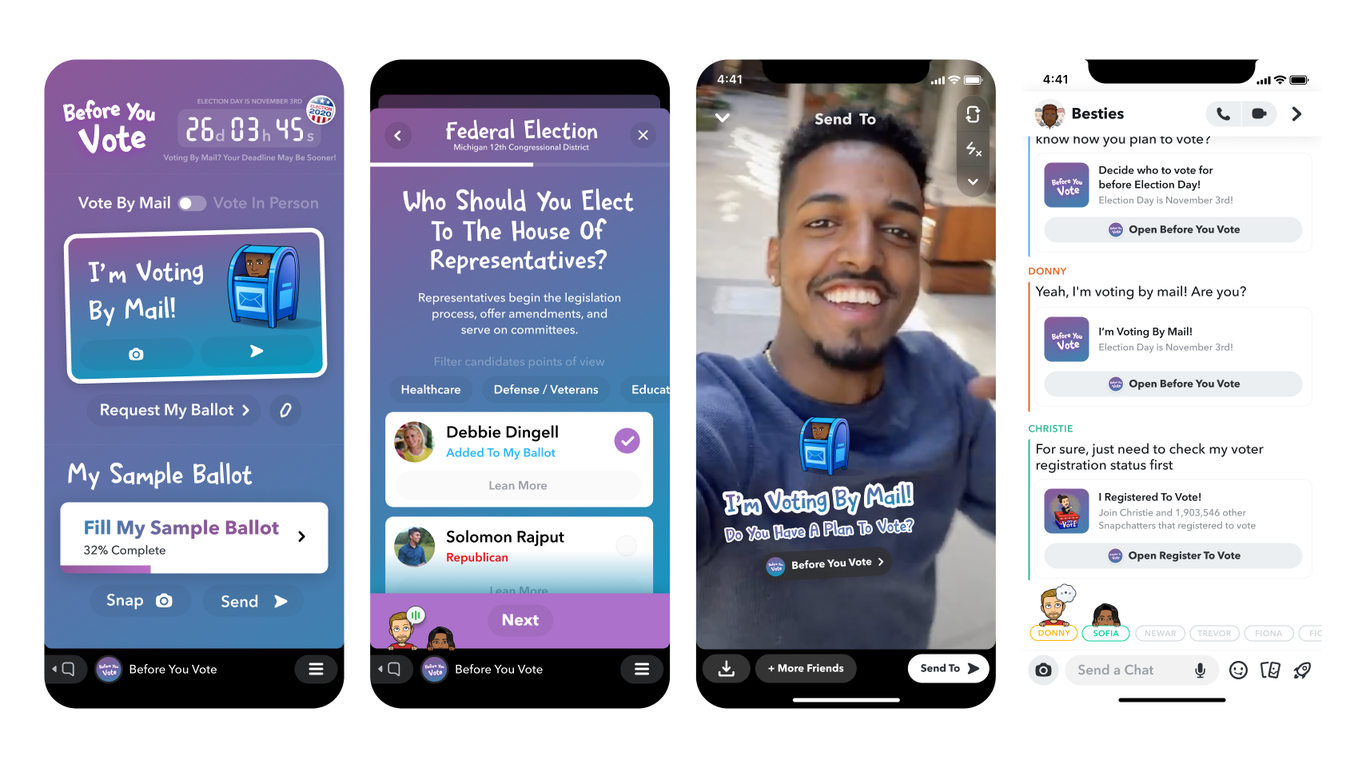 Before You
Vote
ELECTION DAY IS NOVEMBER 3RD
ELECTION
2020
26d 03h 45s
Voting By Mail? Your Deadline May Be Sooner!
Vote By Mail
Vote In Person
I'm Voting
By Mail!
Request My Ballot
My Sample Ballot
Fill My Sample Ballot
32% Complete
Snap
Send
Before You
Vote
Before You Vote
Federal Election
Michigan 12th Congressional District
Who Should You Elect
To The House Of
Representatives?
Representatives begin the legislation
process, offer amendments, and
serve on committees.
Filter candidates points of view
Healthcare
Defense / Veterans
Educat
Debbie Dingell
Added To My Ballot
Lean More
Solomon Rajput
Republican
Lean More
Next
Before You
Vote
Before You Vote
4:41
Send To
I'm Voting By Mail!
Do You Have A Plan To Vote?
Before You
Vote
Before You Vote
+ More Friends
Send To
4:41
Besties
know how you plan to vote?
Before You
Vote
Decide who to vote for
before Election Day!
Election Day is November 3rd!
Open Before You Vote
DONNY
Yeah, I'm voting by mail! Are you?
Before You
Vote
I'm Voting By Mail!
Election Day is November 3rd!
Open Before You Vote
CHRISTIE
For sure, just need to check my voter
registration status first
VOTE
I Registered To Vote!
Join Christie and 1,903,546 other
Snapchatters that registered to vote
Open Register To Vote
DONNY
SOFIA
NEWAR
TREVOR
FIONA
FIO
Send a Chat